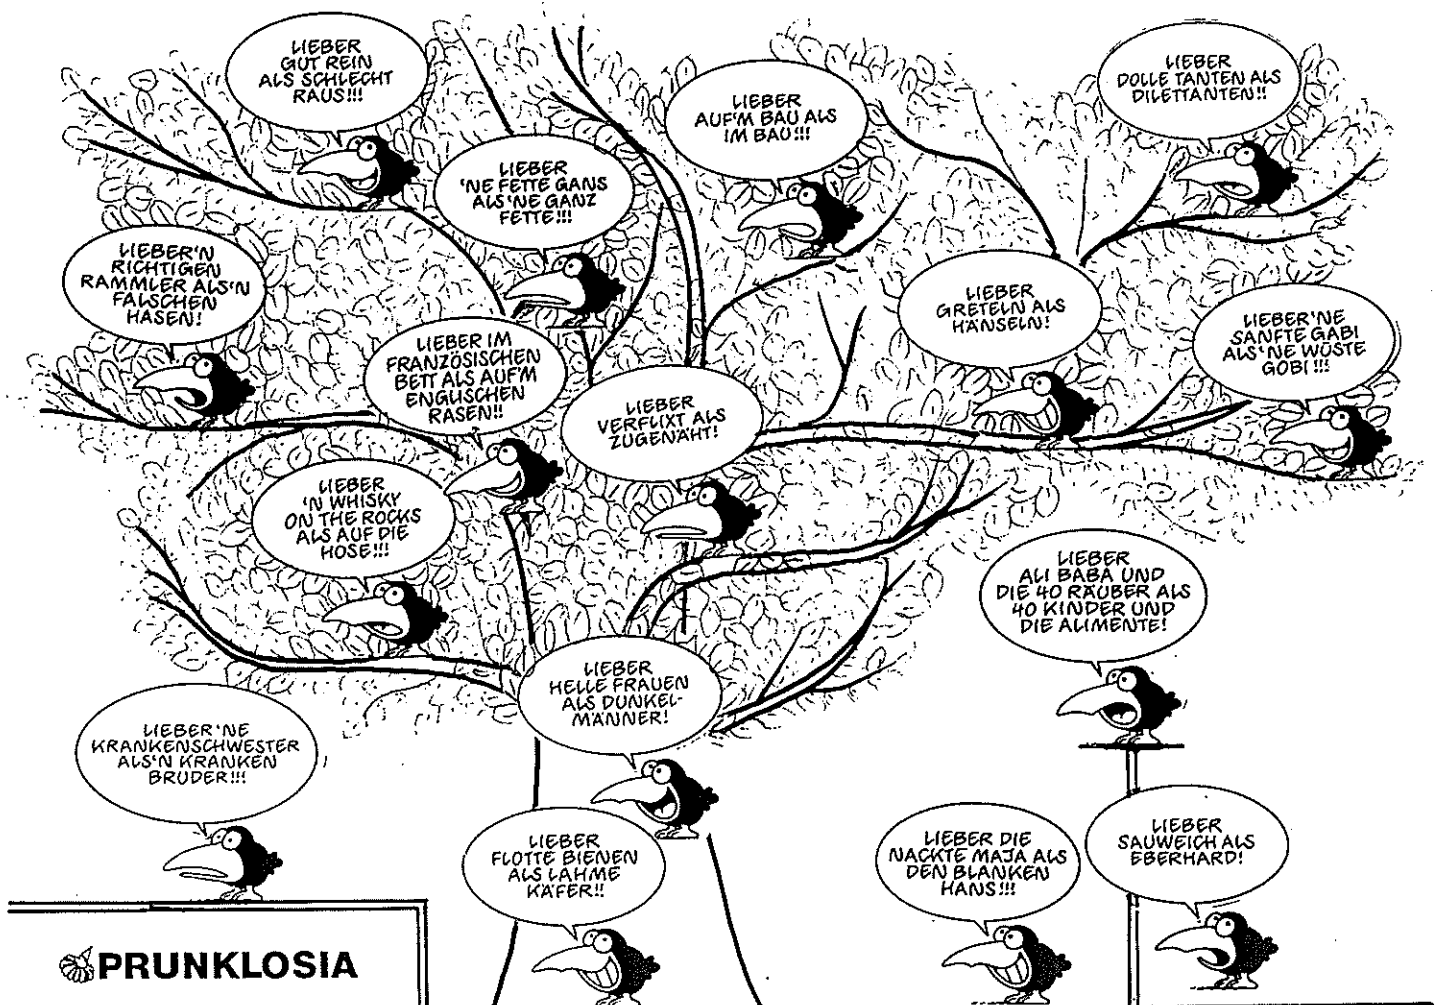 LIEBER
GUT REIN
ALS SCHLECHT
RAUS!!!
LIEBER
'NE FETTE GANS
ALS 'NE GANZ
FETTE!!!
LIEBER
AUF'M BAU ALS
IM BAU!!!
LIEBER
DOLLE TANTEN ALS
DILETTANTEN!!
LIEBER'N
RICHTIGEN
RAMMLER ALS'N
FALSCHEN
HASEN!
LIEBER IM
FRANZÖSISCHEN
BETT ALS AUF'M
ENGLISCHEN
RASEN!!
LIEBER
VERFLIXT ALS
ZUGENÄHT!
LIEBER
GRETELN ALS
HÄNSELN!
LIEBER'NE
SANFTE GABI
ALS 'NE WÜSTE
GOBI!!!
LIEBER
'N WHISKY
ON THE ROCKS
ALS AUF DIE
HOSE!!!
LIEBER
ALI BABA UND
DIE 40 RÄUBER ALS
40 KINDER UND
DIE ALIMENTE!
LIEBER
HELLE FRAUEN
ALS DUNKEL-
MÄNNER!
LIEBER 'NE
KRANKENSCHWESTER
ALS'N KRANKEN
BRUDER!!!
LIEBER
FLOTTE BIENEN
ALS LAHME
KÄFER!!
LIEBER DIE
NACKTE MAJA ALS
DEN BLANKEN
HANS!!!
LIEBER
SAUWEICH ALS
EBERHARD!
PRUNKLOSIA